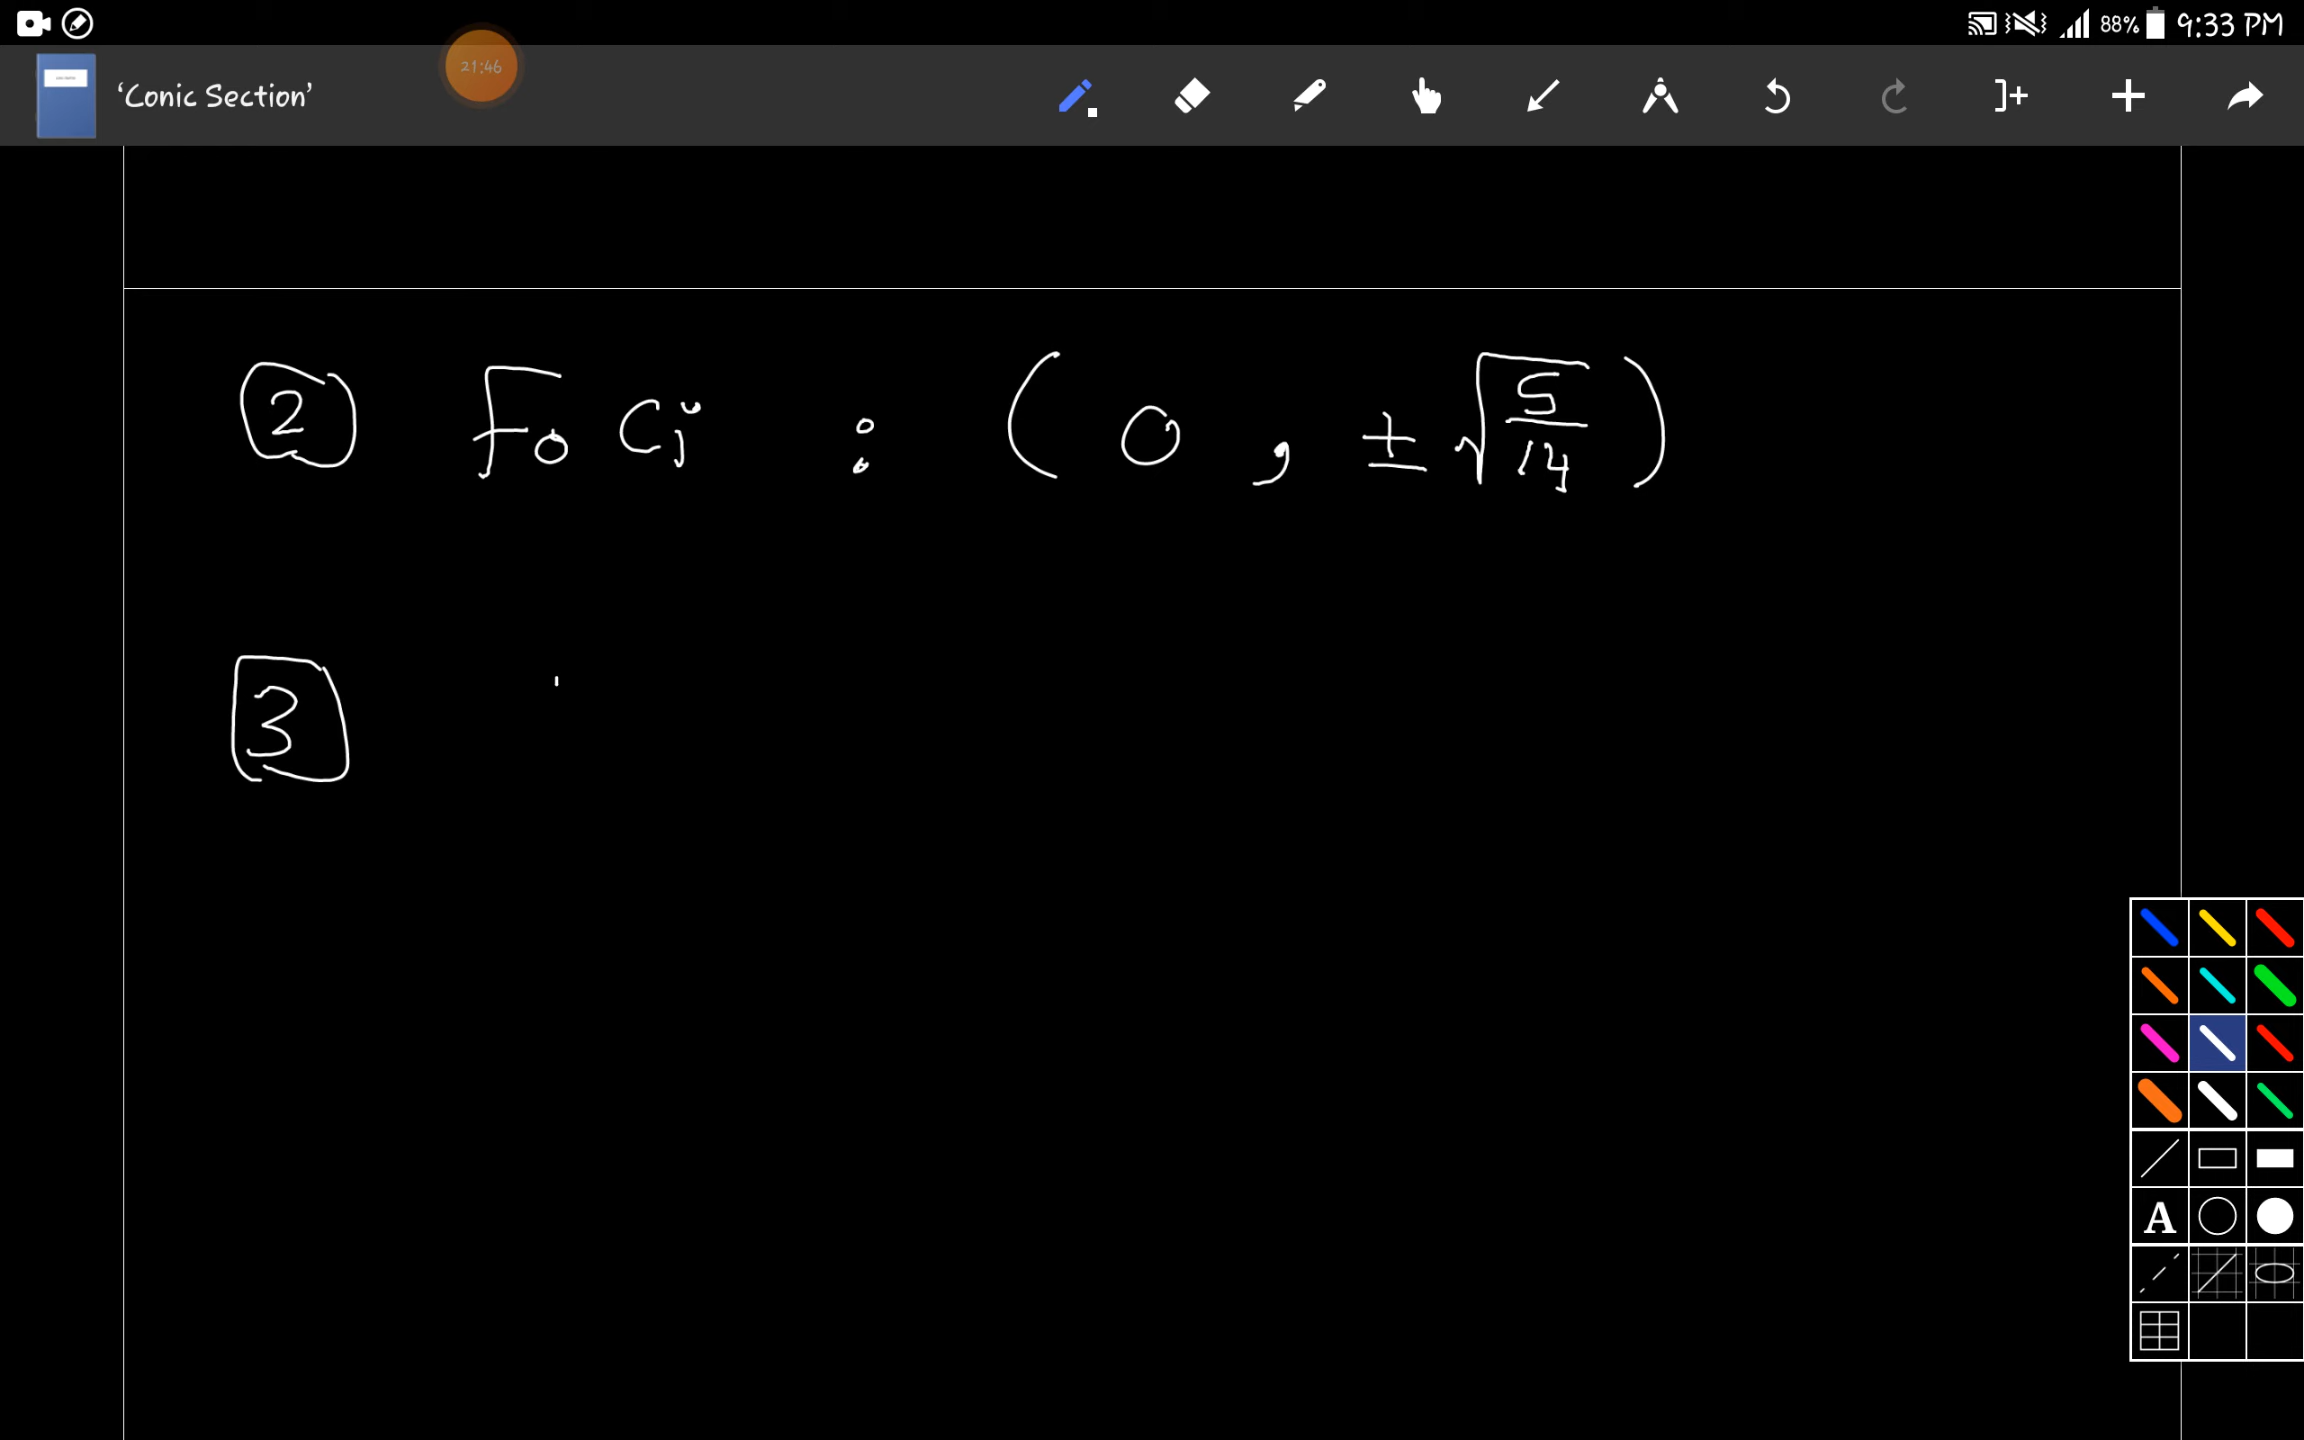 88% 9:33 PM
21:46
'Conic Section'
]+
2 Foci : ( 0 , ± √5/14 )
3
A